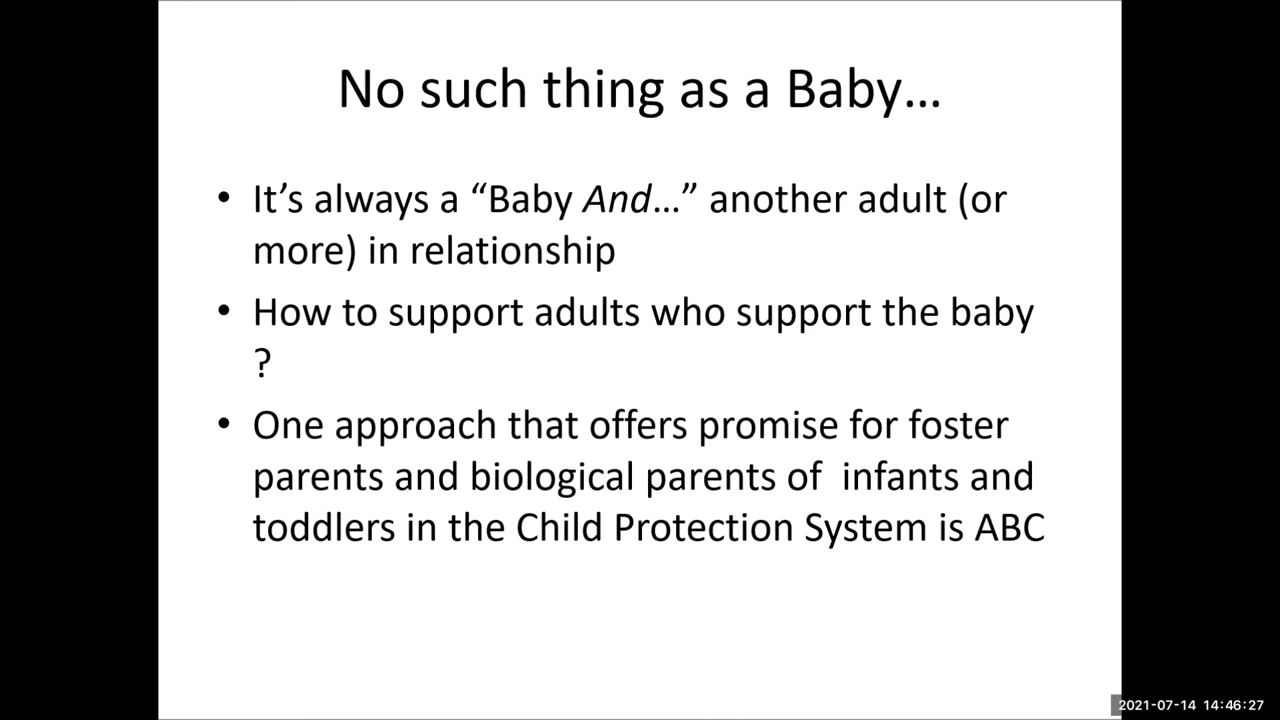 No such thing as a Baby…
• It’s always a “Baby And…” another adult (or
more) in relationship
• How to support adults who support the baby
?
• One approach that offers promise for foster
parents and biological parents of  infants and
toddlers in the Child Protection System is ABC
2021-07-14 14:46:27